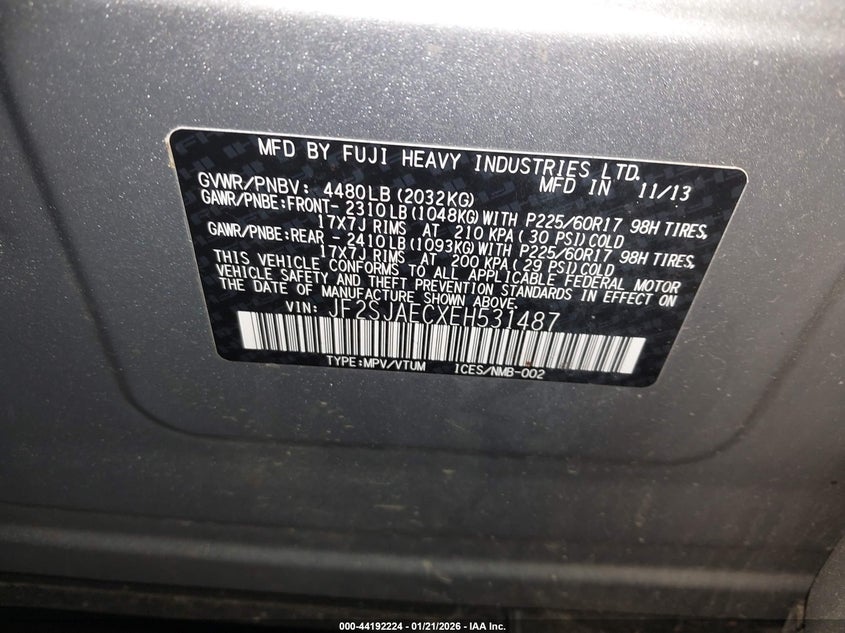 MFD BY FUJI HEAVY INDUSTRIES LTD.
GVWR/PNBV: 4480LB(2032KG) MFD IN 11/13
GAWR/PNBE:FRONT- 2310LB(1048KG)WITH P225/60R17 98H TIRES,
17X7J RIMS AT 210 KPA( 30 PSI)COLD
GAWR/PNBE:REAR - 2410LB(1093KG)WITH P225/60R17 98H TIRES,
17X7J RIMS AT 200 KPA( 29 PSI)COLD
THIS VEHICLE CONFORMS TO ALL APPLICABLE FEDERAL MOTOR
VEHICLE SAFETY AND THEFT PREVENTION STANDARDS IN EFFECT ON
THE DATE OF MANUFACTURE SHOWN ABOVE.
VIN: JF2SJAECXEH531487
TYPE:MPV/VTUM ICES/NMB-002
000-44192224 - 01/21/2026 - IAA Inc.